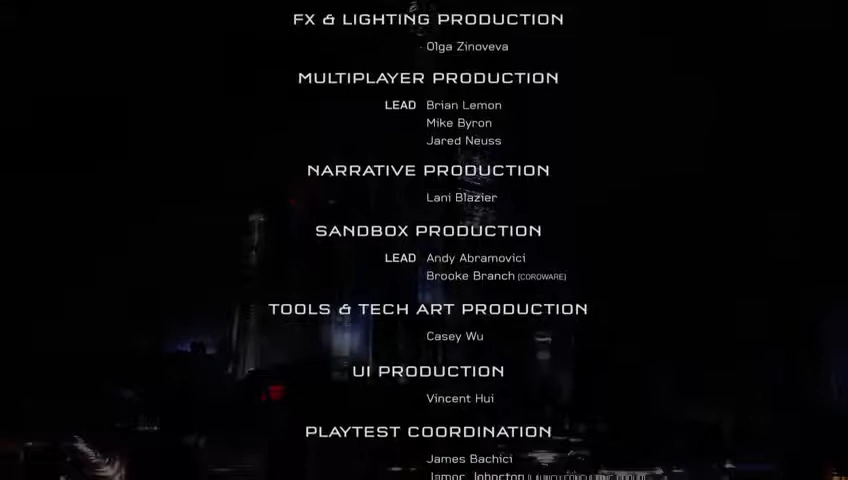 FX & LIGHTING PRODUCTION
Olga Zinoveva
MULTIPLAYER PRODUCTION
LEAD Brian Lemon
Mike Byron
Jared Neuss
NARRATIVE PRODUCTION
Lani Blazier
SANDBOX PRODUCTION
LEAD Andy Abramovici
Brooke Branch (COROWARE)
TOOLS & TECH ART PRODUCTION
Casey Wu
UI PRODUCTION
Vincent Hui
PLAYTEST COORDINATION
James Bachici